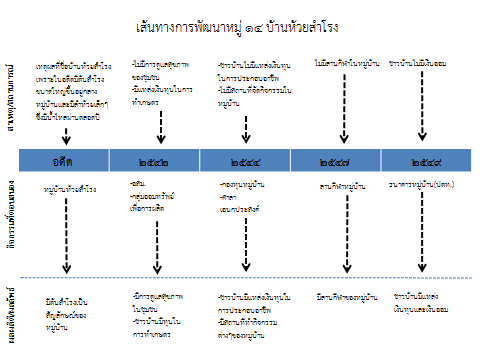 เส้นทางการพัฒนาหมู่ ๑๔ บ้านห้วยสำโรง
สาเหตุ/สถานการณ์
เหตุผลที่ชื่อบ้านห้วยสำโรง
เพราะในอดีตมีต้นสำโรง
ขนาดใหญ่ขึ้นอยู่กลาง
หมู่บ้านและมีลำห้วยเล็กๆ
ซึ่งมีน้ำไหลผ่านตลอดปี
-ไม่มีการดูแลสุขภาพ
ของชุมชน
-มีแหล่งเงินทุนในการ
ทำเกษตร
-ชาวบ้านไม่มีแหล่งเงินทุน
ในการประกอบอาชีพ
-ไม่มีสถานที่จัดกิจกรรมใน
หมู่บ้าน
ไม่มีลานกีฬาในหมู่บ้าน
ชาวบ้านไม่มีเงินออม
อดีต
๒๕๔๒
๒๕๔๔
๒๕๔๗
๒๕๔๙
กิจกรรมที่ตอบสนอง
หมู่บ้านห้วยสำโรง
-อสม.
-กลุ่มออมทรัพย์
เพื่อการผลิต
-กองทุนหมู่บ้าน
-ศาลา
เอนกประสงค์
ลานกีฬาหมู่บ้าน
ธนาคารหมู่บ้าน(ปตท.)
ผลผลิต/ผลลัพธ์
มีต้นสำโรงเป็น
สัญลักษณ์ของ
หมู่บ้าน
-มีการดูแลสุขภาพ
ในชุมชน
-ชาวบ้านมีทุนใน
การทำเกษตร
-ชาวบ้านมีแหล่งเงินทุนใน
การประกอบอาชีพ
-มีสถานที่ทำกิจกรรม
ต่างๆของหมู่บ้าน
มีลานกีฬาของหมู่บ้าน
ชาวบ้านมีแหล่ง
เงินทุนและเงินออม